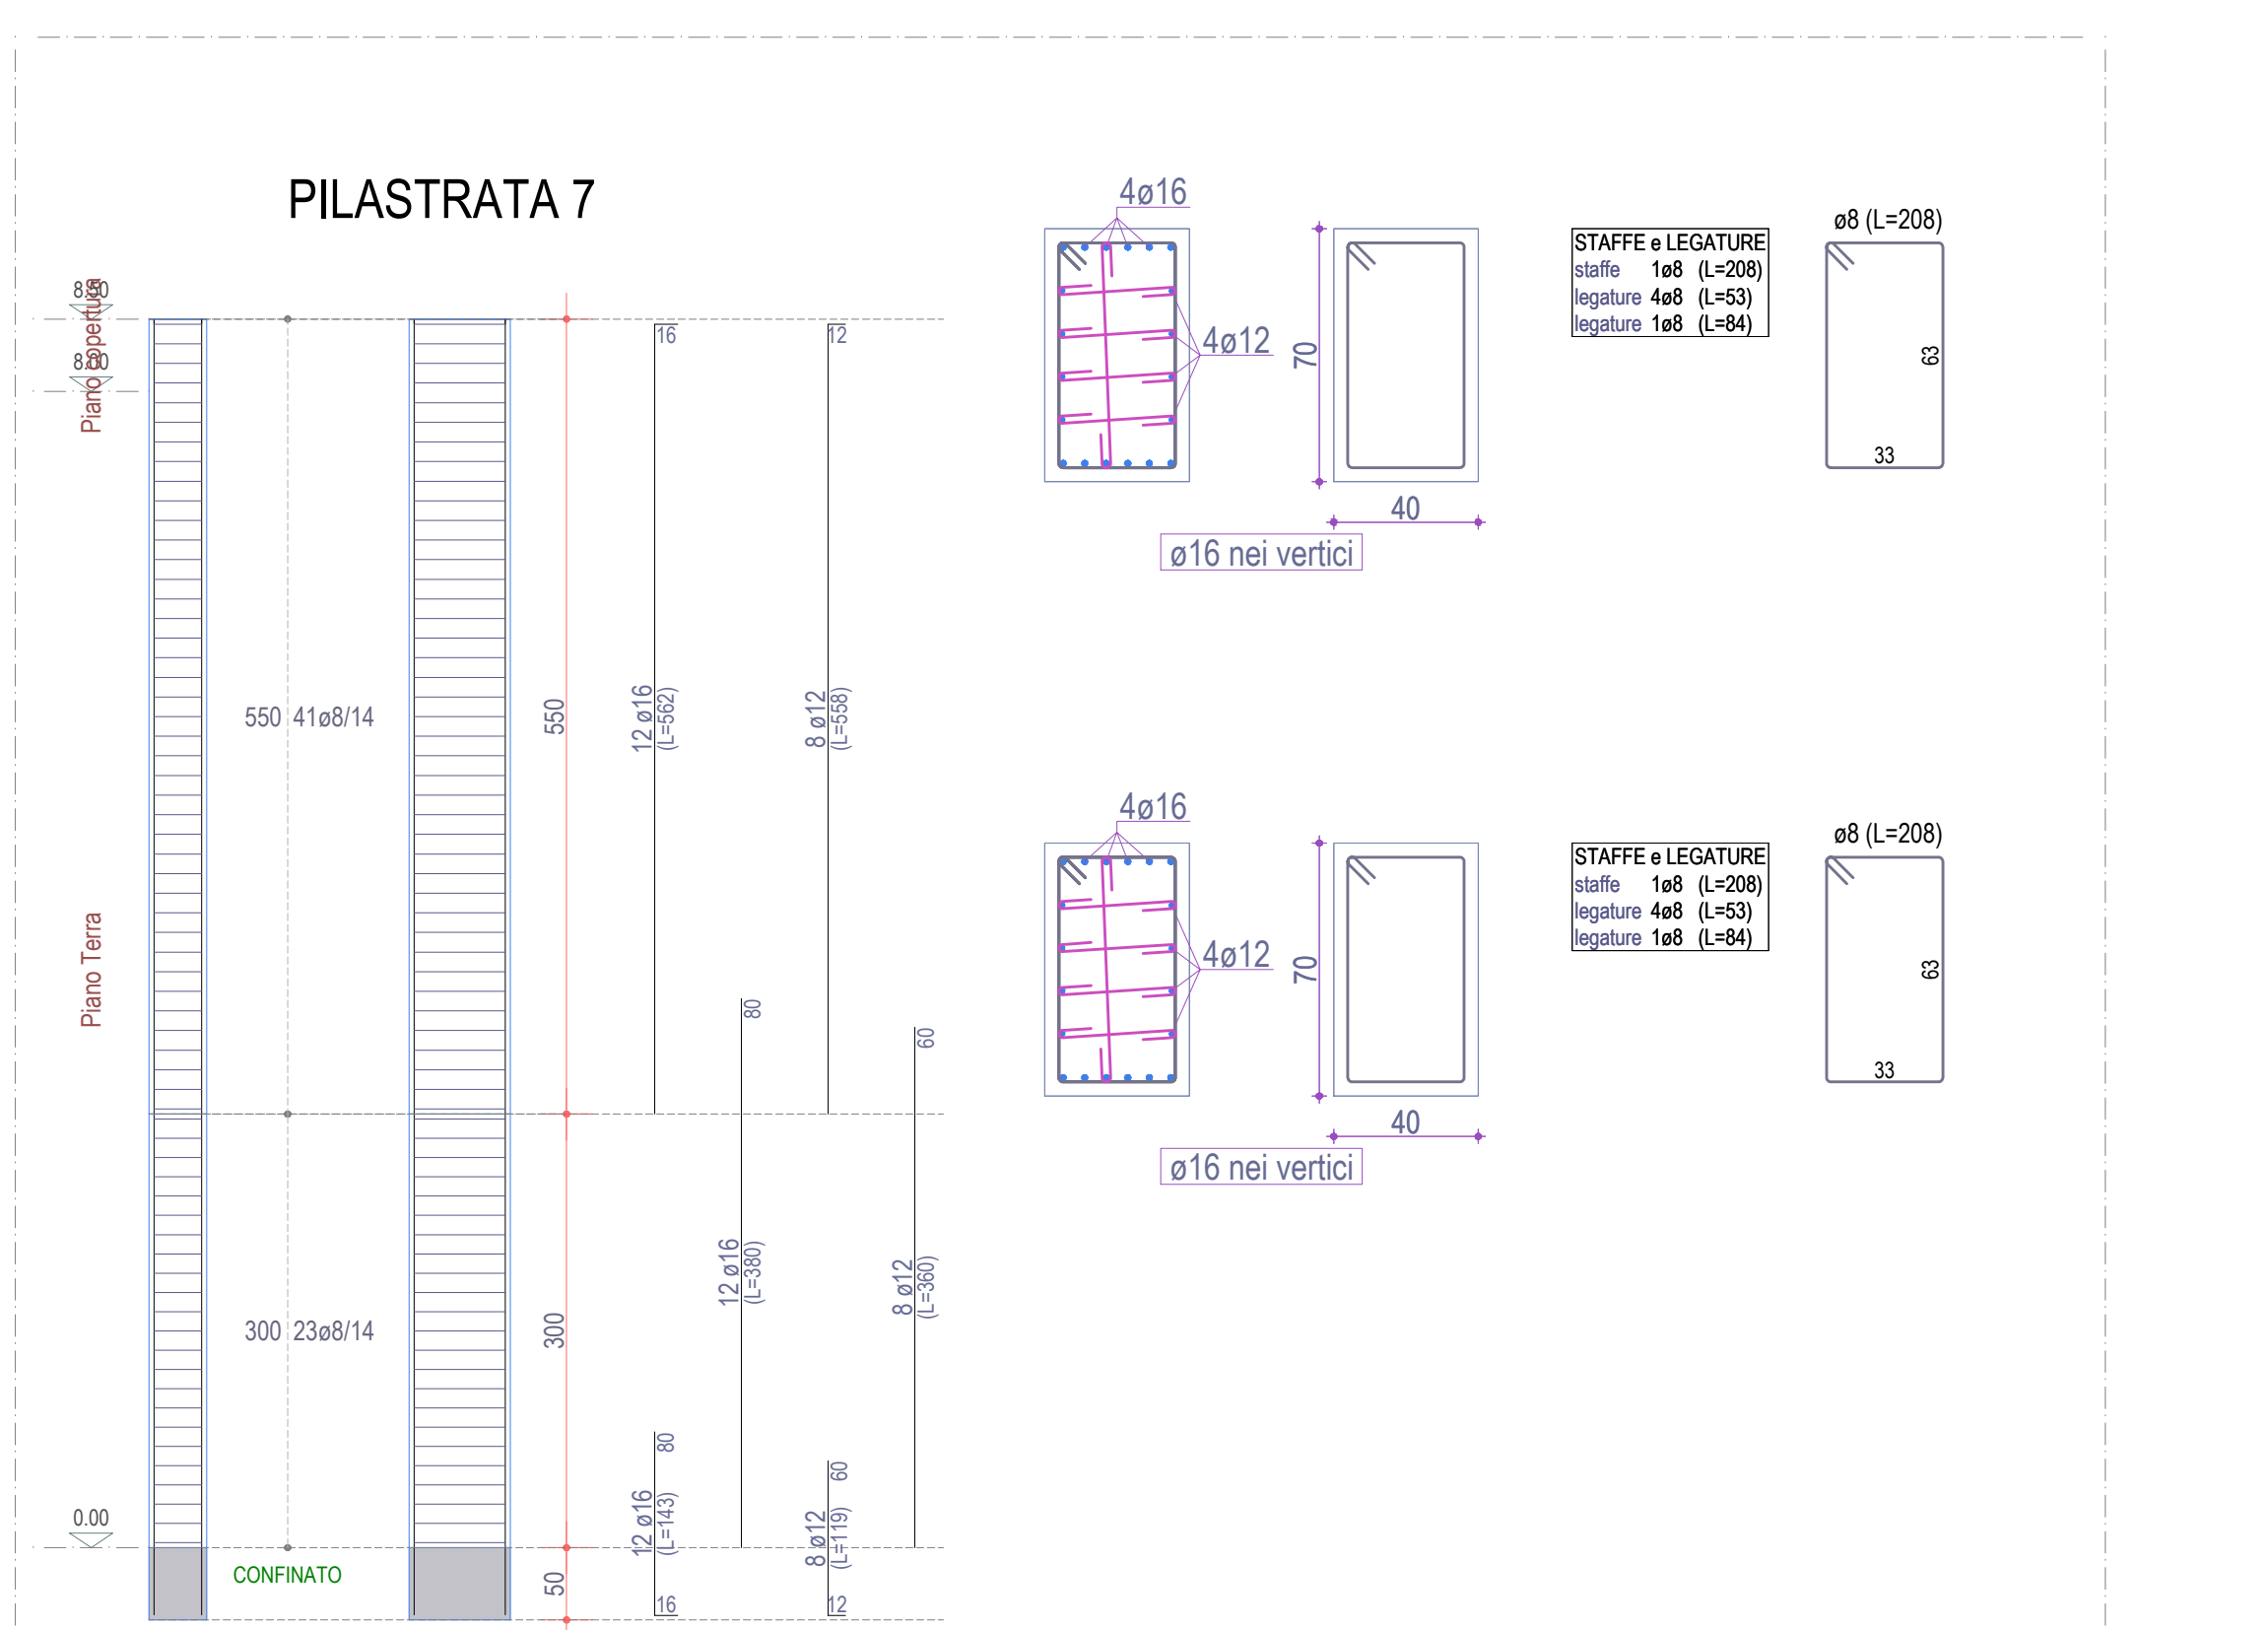 PILASTRATA 7
8.50
8.00
Piano copertura
Piano Terra
0.00
550 41ø8/14
300 23ø8/14
CONFINATO
550
300
50
16
12 ø16
(L=562)
12
8 ø12
(L=558)
80
12 ø16
(L=380)
60
8 ø12
(L=360)
80
12 ø16
(L=143)
16
60
8 ø12
(L=119)
12
4ø16
4ø12
70
40
ø16 nei vertici
STAFFE e LEGATURE
staffe 1ø8 (L=208)
legature 4ø8 (L=53)
legature 1ø8 (L=84)
ø8 (L=208)
63
33
4ø16
4ø12
70
40
ø16 nei vertici
STAFFE e LEGATURE
staffe 1ø8 (L=208)
legature 4ø8 (L=53)
legature 1ø8 (L=84)
ø8 (L=208)
63
33